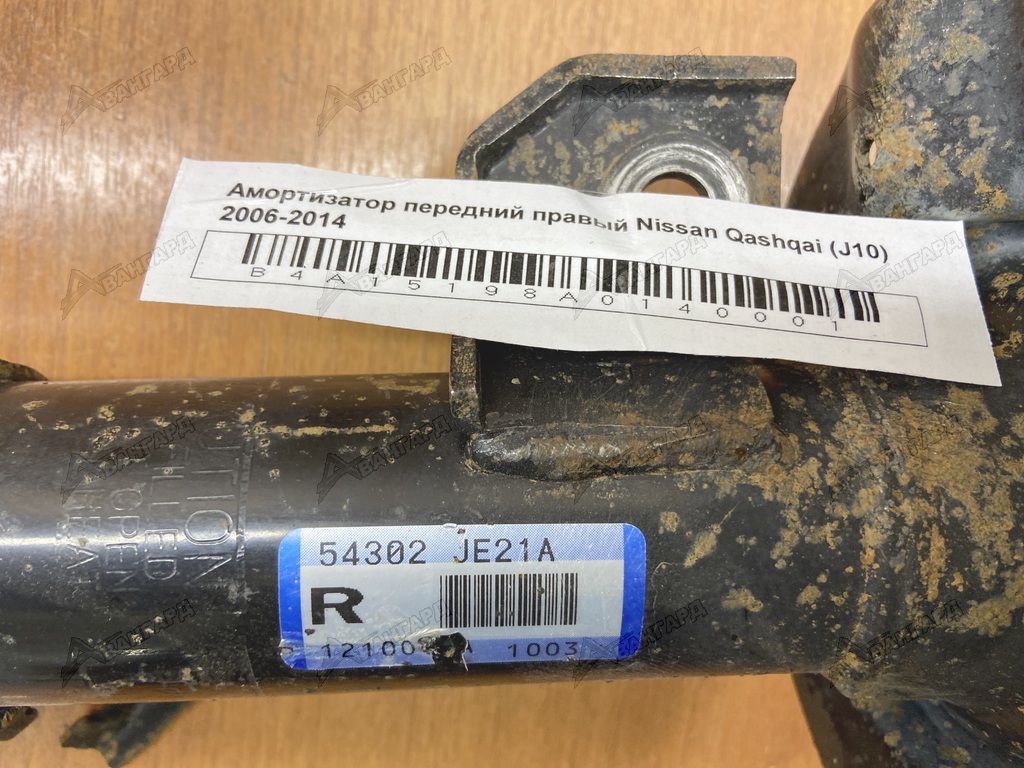 Амортизатор передний правый Nissan Qashqai (J10)
2006-2014
B4A15198A0140001
54302 JE21A
R
1003
АВАНГАРД